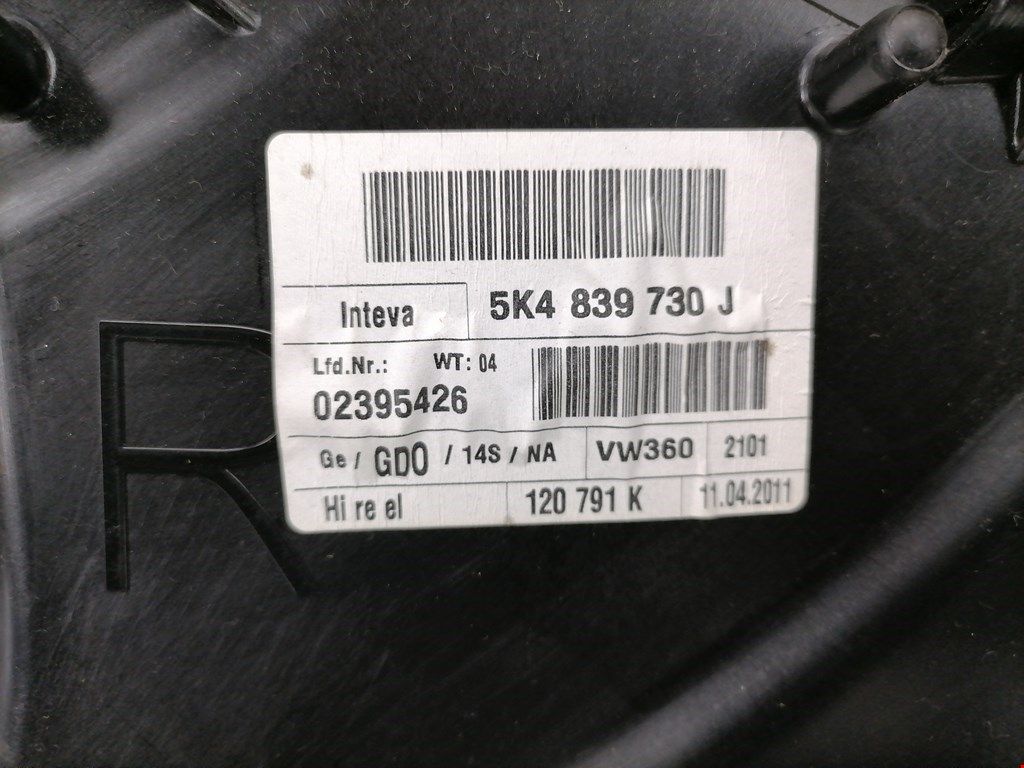 Inteva 5K4 839 730 J
Lfd.Nr.: WT: 04
02395426
Ge / GDO / 14S / NA VW360 2101
Hi re el 120 791 K 11.04.2011
R